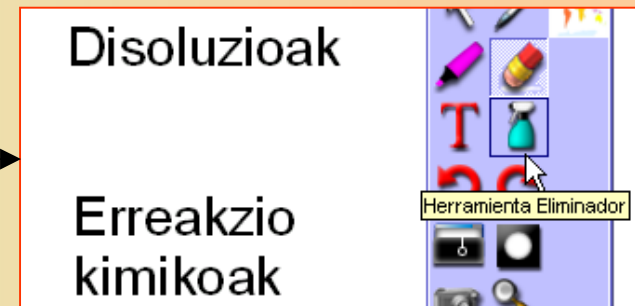 Disoluzioak
T
Herramienta Eliminador
Erreakzio
kimikoak